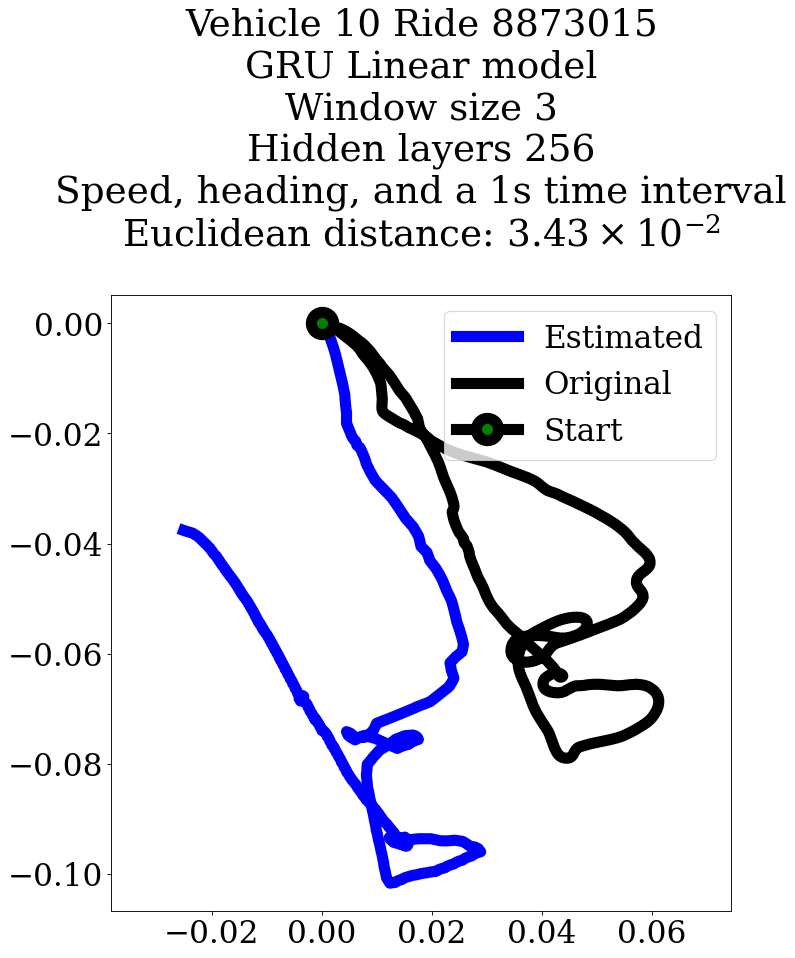 Vehicle 10 Ride 8873015
GRU Linear model
Window size 3
Hidden layers 256
Speed, heading, and a 1s time interval
Euclidean distance: 3.43 × 10⁻²
Estimated
Original
Start
0.00
−0.02
−0.04
−0.06
−0.08
−0.10
−0.02 0.00 0.02 0.04 0.06